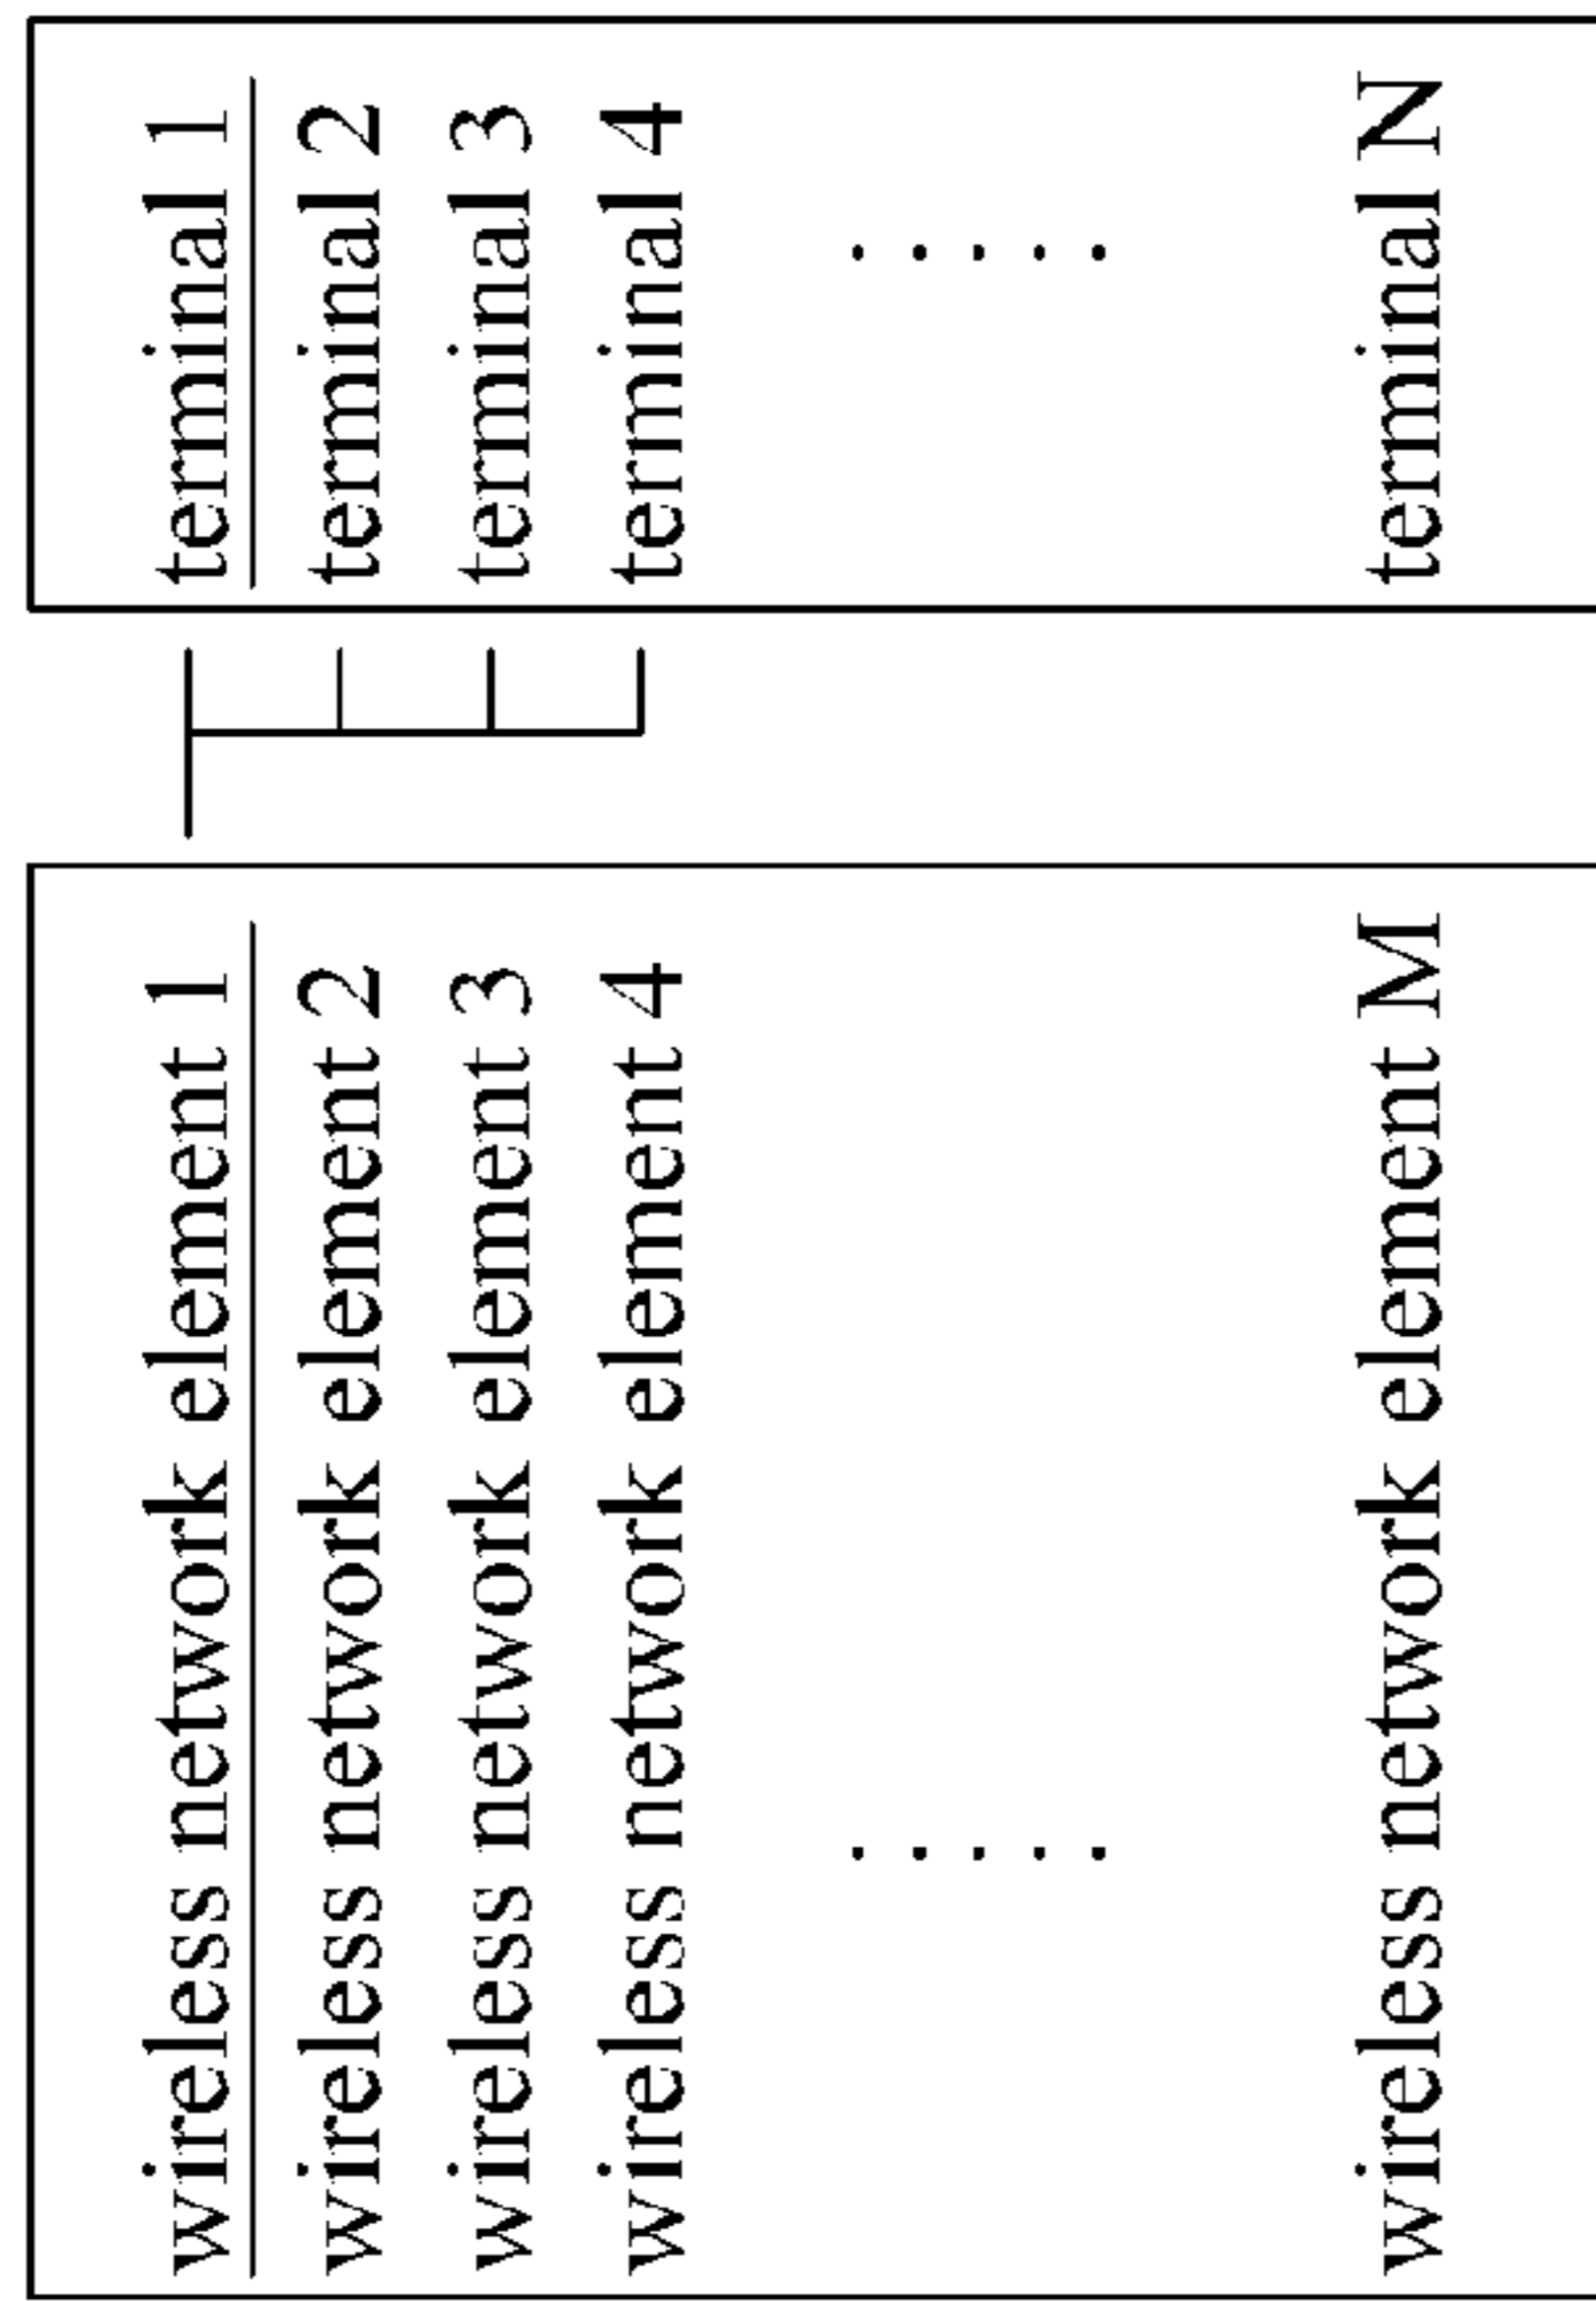 wireless network element 1
wireless network element 2
wireless network element 3
wireless network element 4
.....
wireless network element M
terminal 1
terminal 2
terminal 3
terminal 4
.....
terminal N